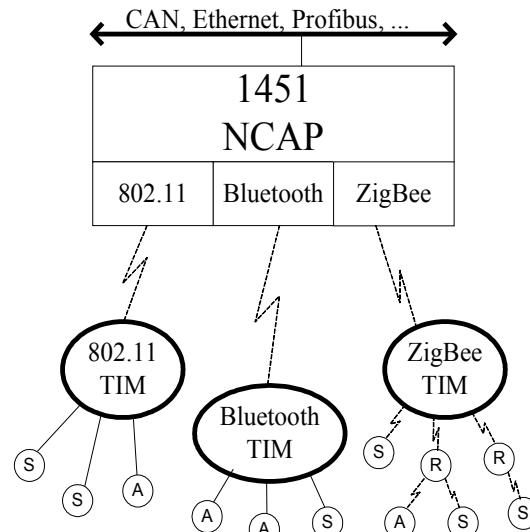 CAN, Ethernet, Profibus, ...
1451
NCAP
802.11 Bluetooth ZigBee
802.11
TIM
Bluetooth
TIM
ZigBee
TIM
S
S
A
A
A
S
S
R
R
A
S
S